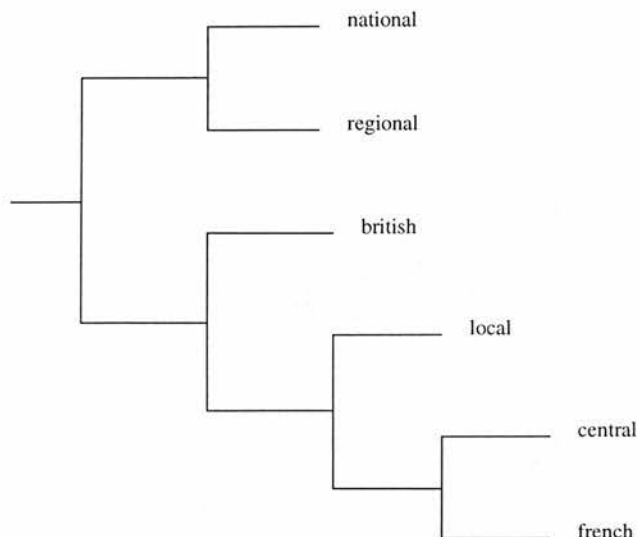 national
regional
british
local
central
french